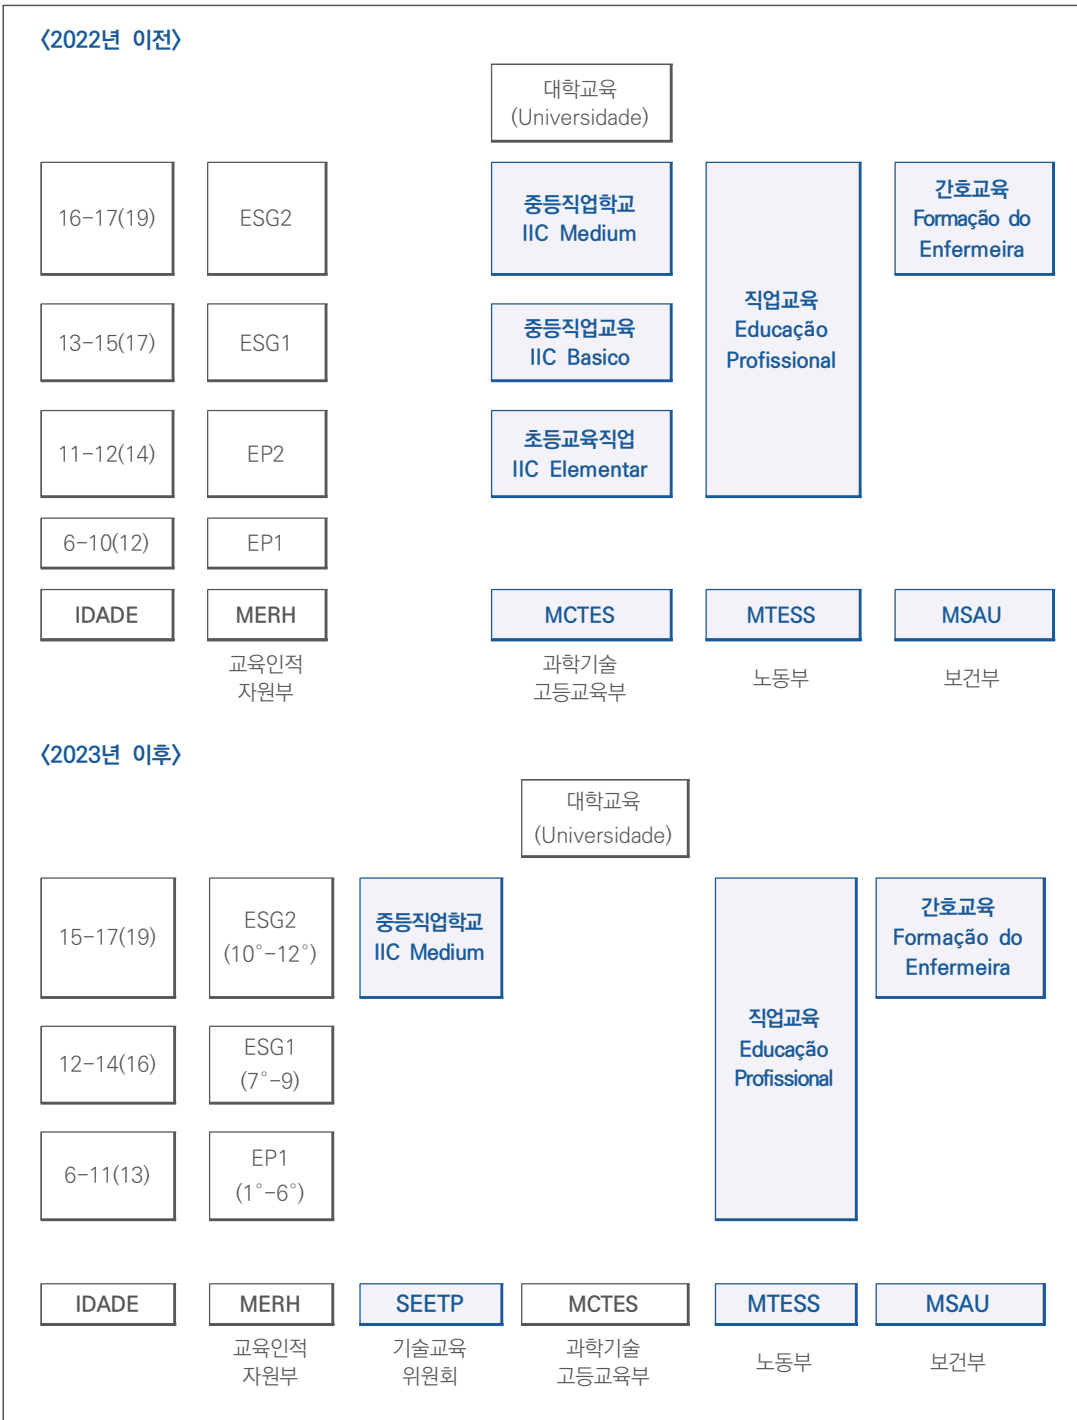 〈2022년 이전〉
대학교육
(Universidade)
16-17(19)
ESG2
중등직업학교
IIC Medium
직업교육
Educação
Profissional
간호교육
Formação do
Enfermeira
13-15(17)
ESG1
중등직업교육
IIC Basico
11-12(14)
EP2
초등교육직업
IIC Elementar
6-10(12)
EP1
IDADE
MERH
MCTES
MTESS
MSAU
교육인적
자원부
과학기술
고등교육부
노동부
보건부
〈2023년 이후〉
대학교육
(Universidade)
15-17(19)
ESG2
(10°-12°)
중등직업학교
IIC Medium
직업교육
Educação
Profissional
간호교육
Formação do
Enfermeira
12-14(16)
ESG1
(7°-9)
6-11(13)
EP1
(1°-6°)
IDADE
MERH
SEETP
MCTES
MTESS
MSAU
교육인적
자원부
기술교육
위원회
과학기술
고등교육부
노동부
보건부